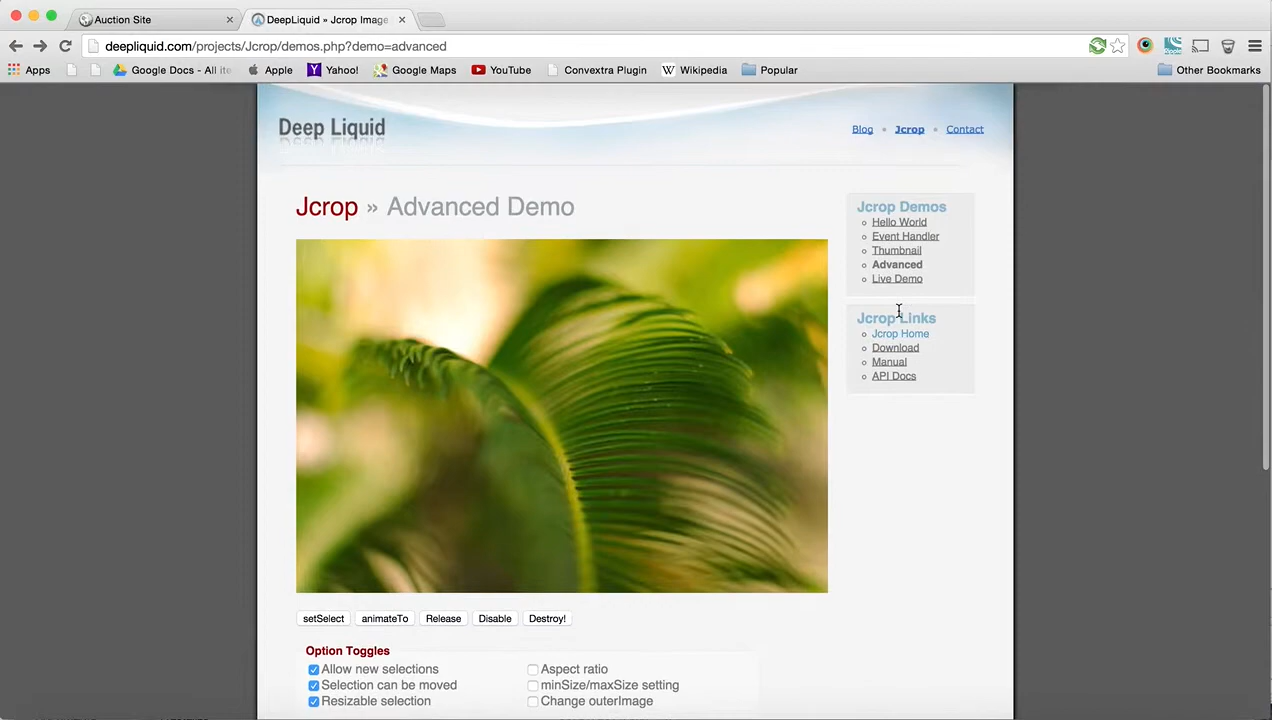 Auction Site
DeepLiquid » Jcrop Image
deepliquid.com/projects/Jcrop/demos.php?demo=advanced
Apps Google Docs - All ite Apple Yahoo! Google Maps YouTube Convextra Plugin Wikipedia Popular Other Bookmarks
Deep Liquid
Blog • Jcrop • Contact
Jcrop » Advanced Demo
Jcrop Demos
Hello World
Event Handler
Thumbnail
Advanced
Live Demo
Jcrop Links
Jcrop Home
Download
Manual
API Docs
setSelect animateTo Release Disable Destroy!
Option Toggles
Allow new selections Aspect ratio
Selection can be moved minSize/maxSize setting
Resizable selection Change outerImage